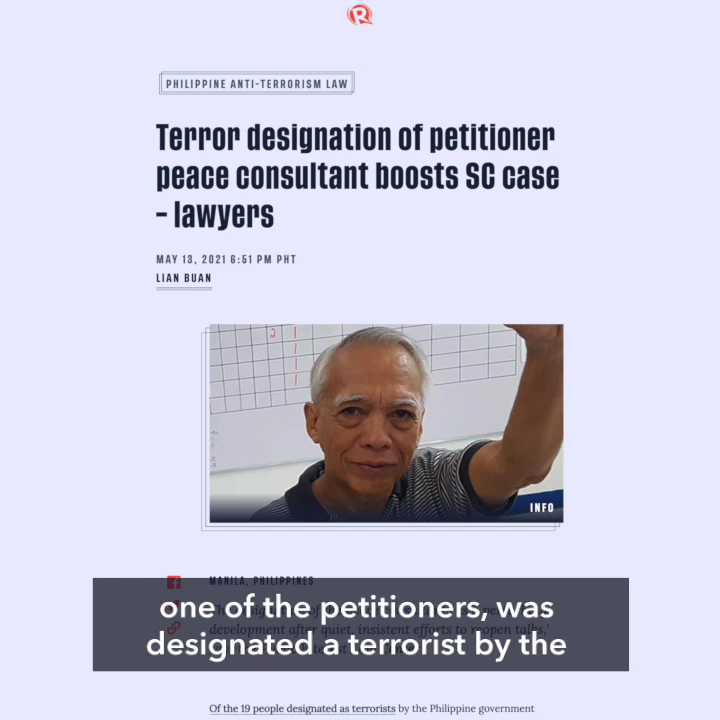 R
PHILIPPINE ANTI-TERRORISM LAW
Terror designation of petitioner
peace consultant boosts SC case
– lawyers
MAY 13, 2021 6:51 PM PHT
LIAN BUAN
INFO
MANILA, PHILIPPINES
one of the petitioners, was
designated a terrorist by the
development after quiet, insistent efforts to reopen talks,'
Of the 19 people designated as terrorists by the Philippine government